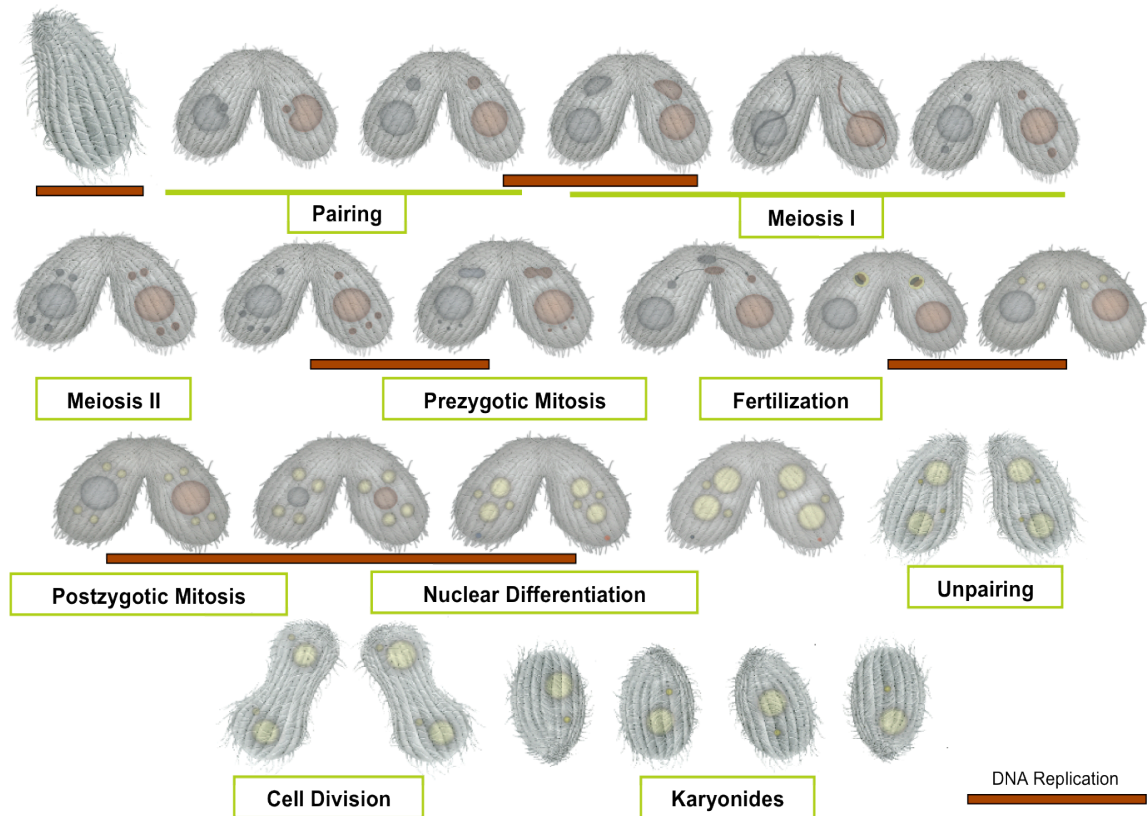 Pairing
Meiosis I
Meiosis II
Prezygotic Mitosis
Fertilization
Postzygotic Mitosis
Nuclear Differentiation
Unpairing
Cell Division
Karyonides
DNA Replication